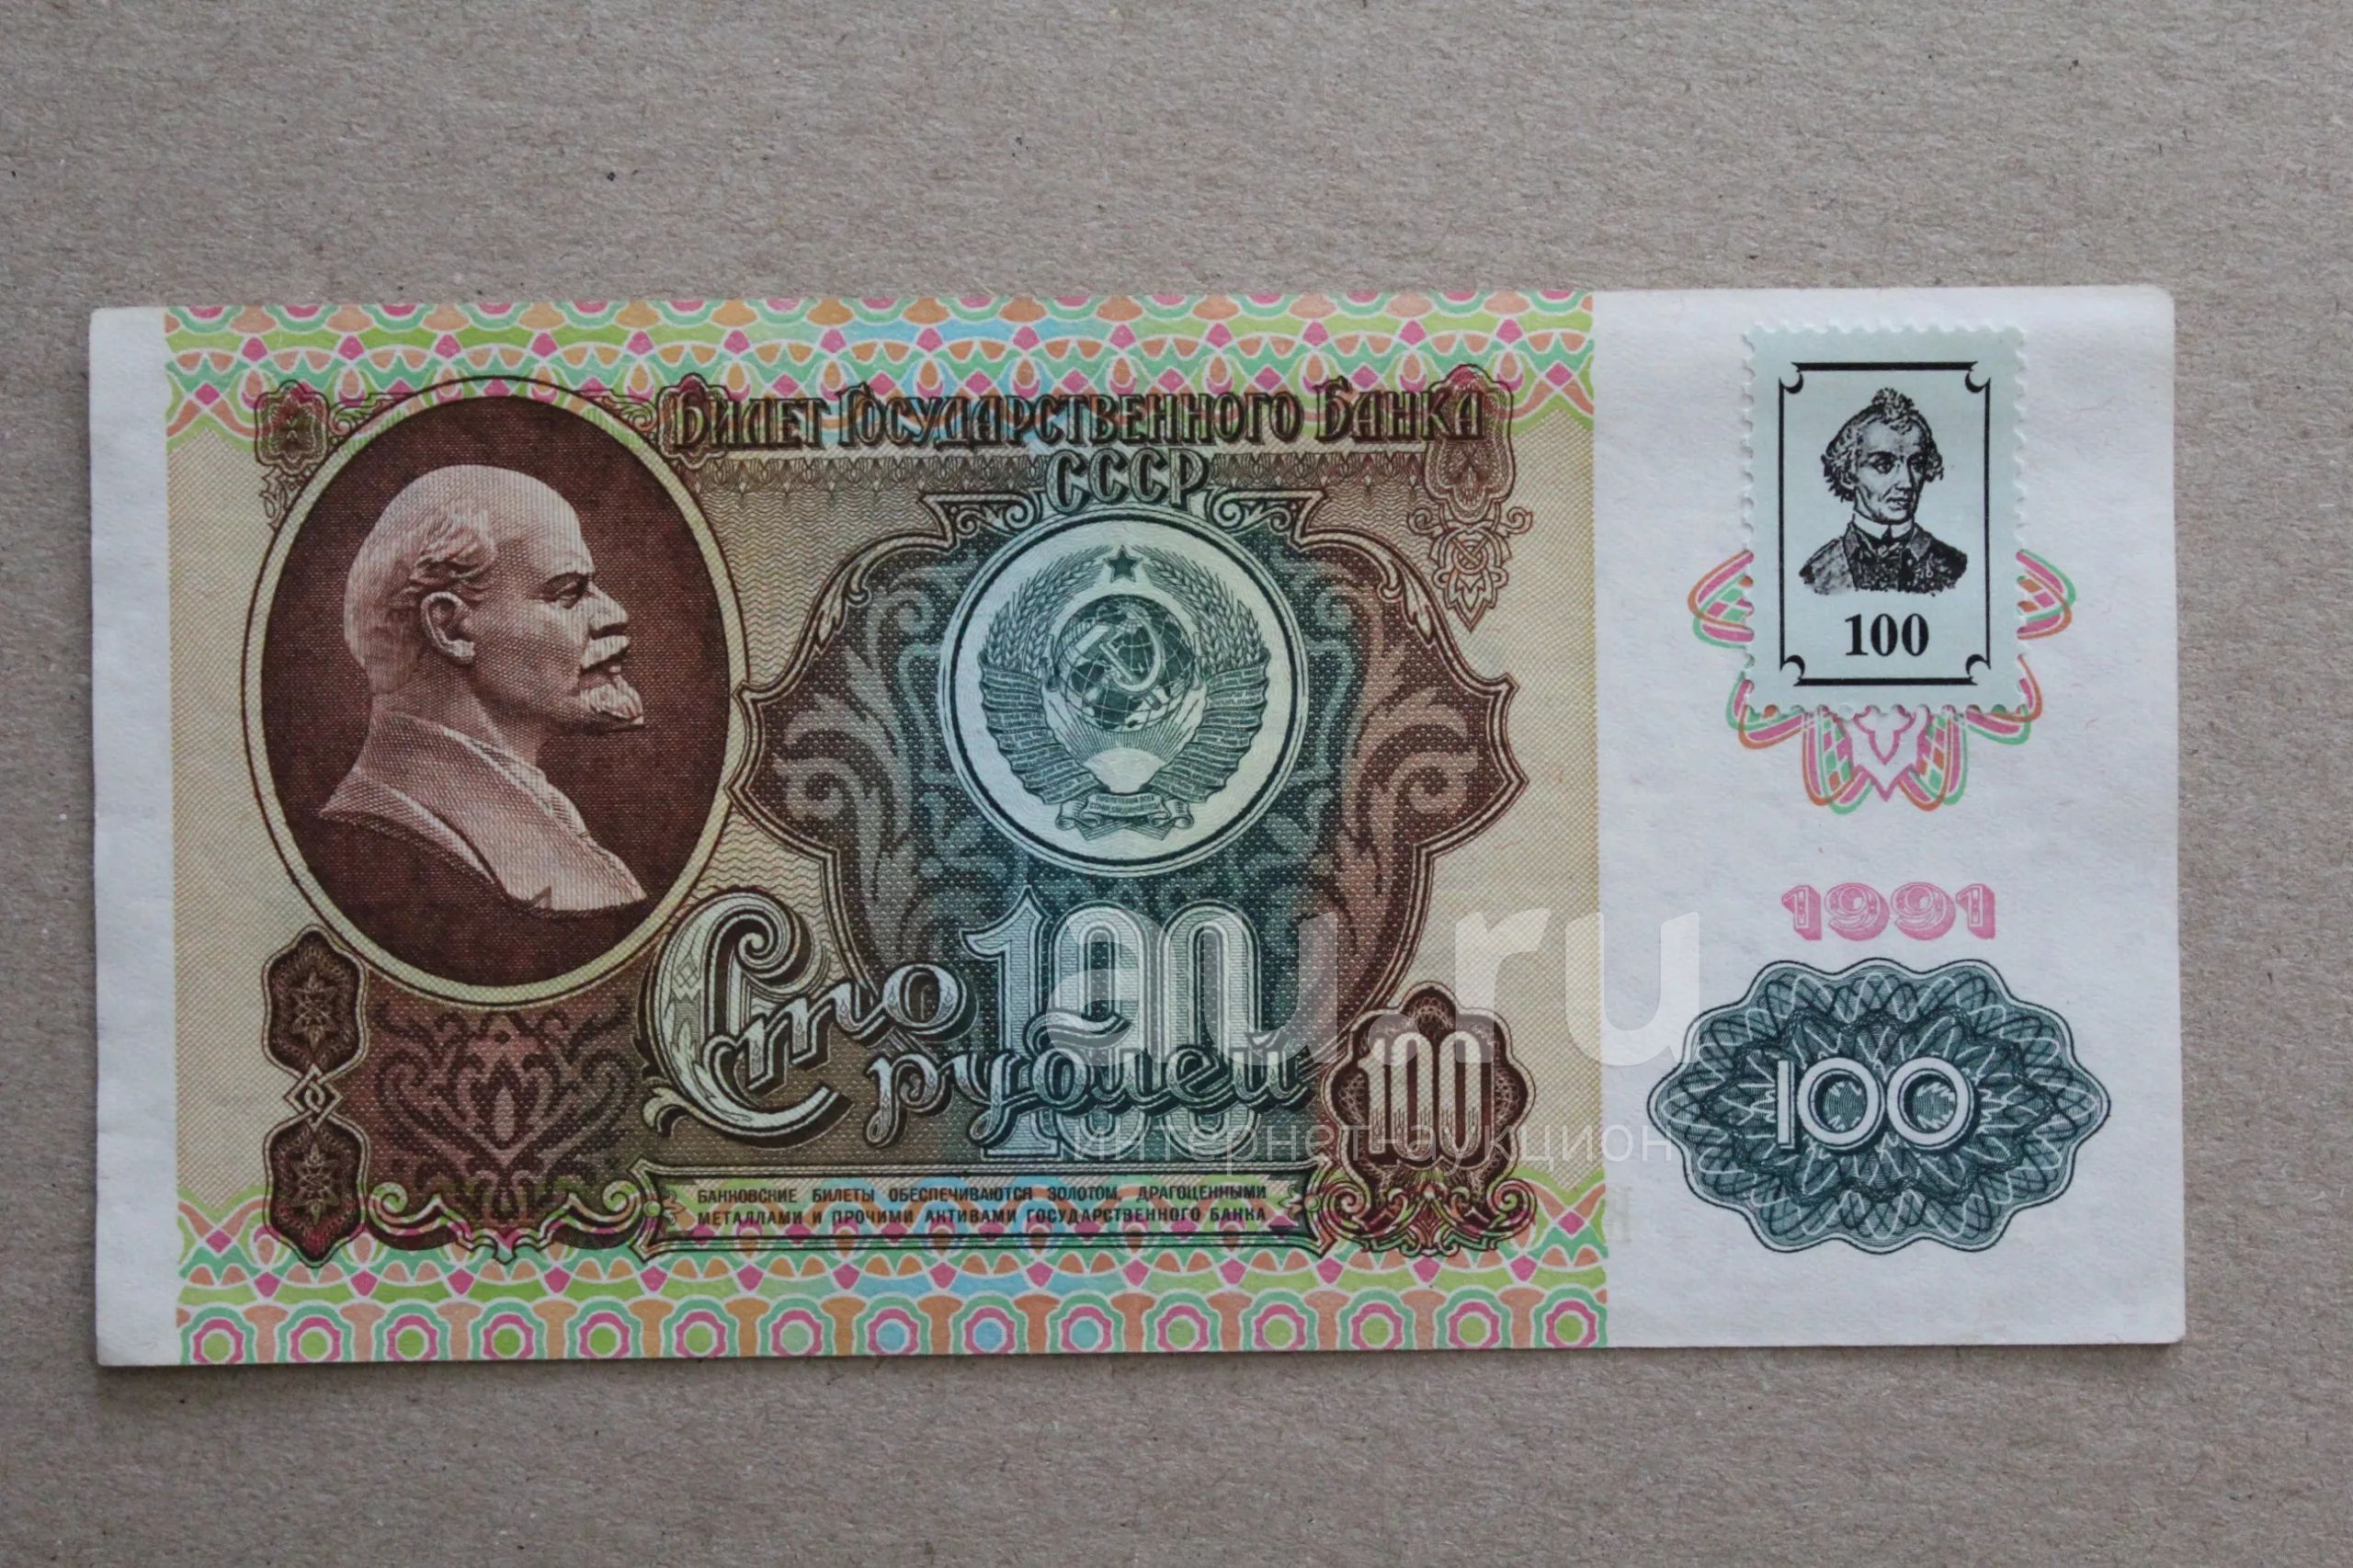 Билет Государственного Банка
СССР
100
1991
Сто
рублей
100
100
100
au.ru
интернет-аукцион
Банковские билеты обеспечиваются золотом, драгоценными
металлами и прочими активами Государственного банка